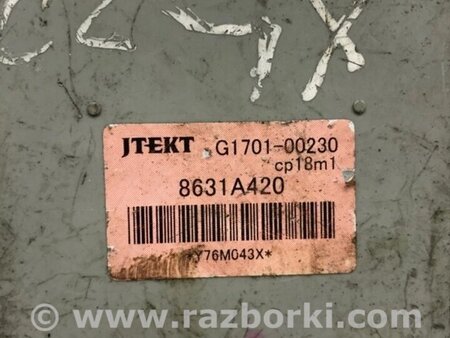 JTEKT G1701-00230
cp18m1
8631A420
*Y76M043X*
www.razborki.com